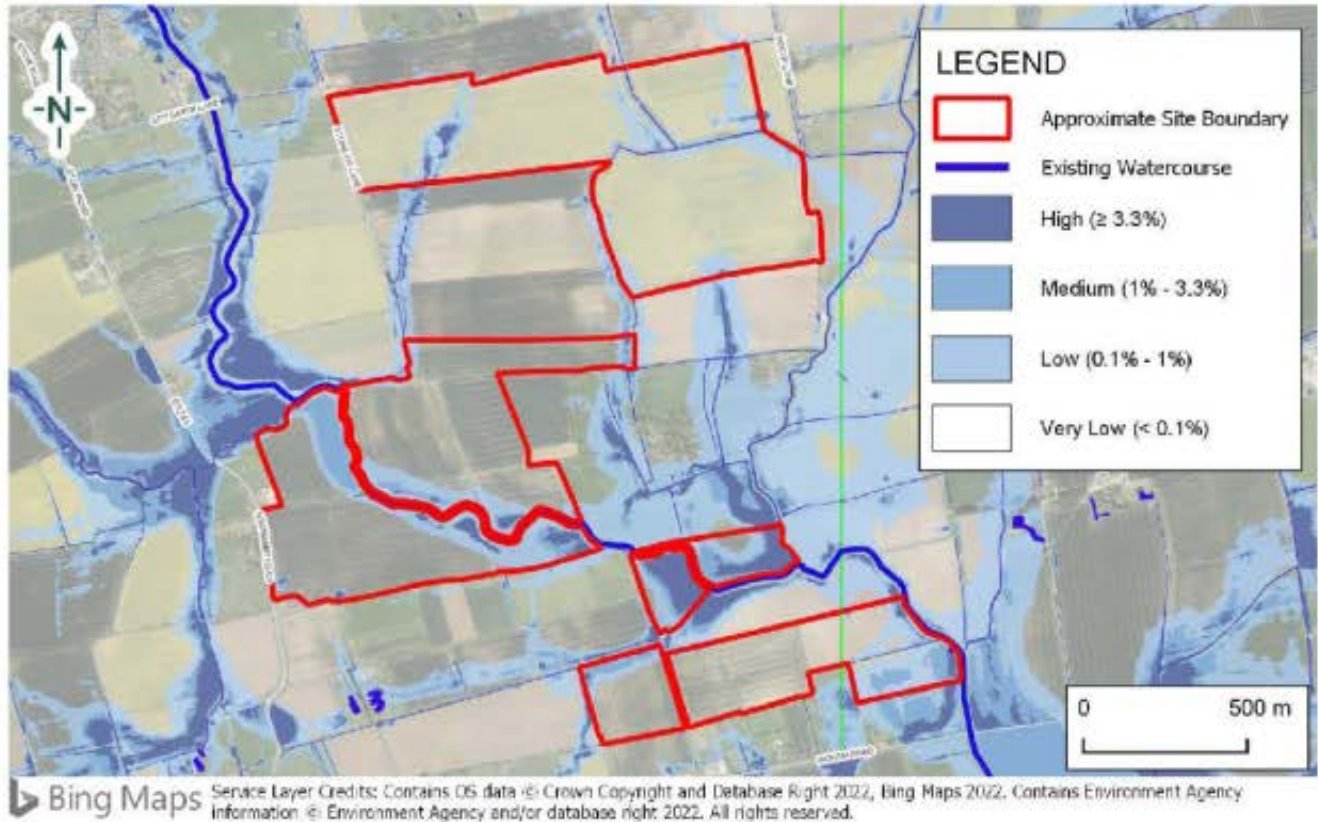 LEGEND
Approximate Site Boundary
Existing Watercourse
High (≥ 3.3%)
Medium (1% - 3.3%)
Low (0.1% - 1%)
Very Low (< 0.1%)
N
0 500 m
Bing Maps
Service Layer Credits: Contains OS data © Crown Copyright and Database Right 2022, Bing Maps 2022. Contains Environment Agency
information © Environment Agency and/or database right 2022. All rights reserved.